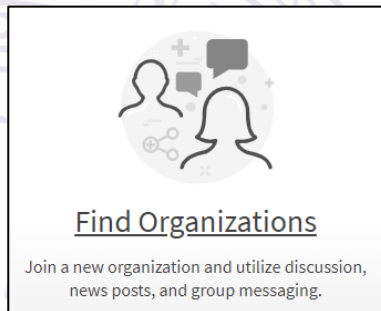 Find Organizations
Join a new organization and utilize discussion,
news posts, and group messaging.